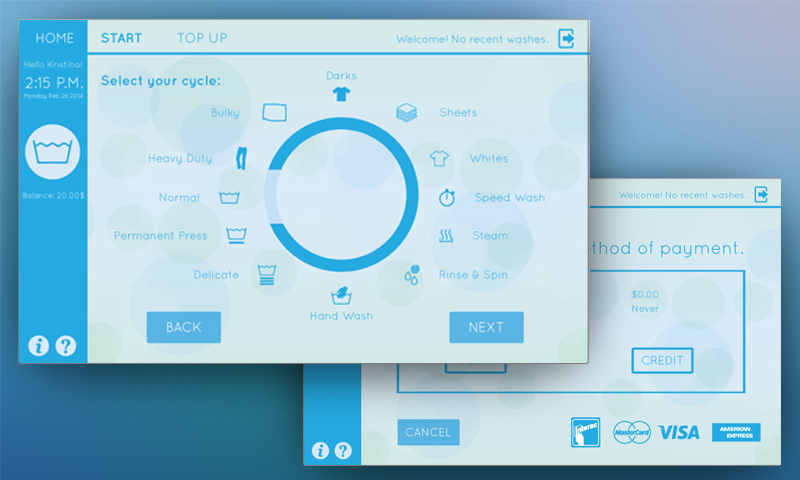 HOME
START
TOP UP
Welcome! No recent washes.
Hello Kristina!
2:15 P.M.
Monday Feb 26 2014
Balance: 20.00$
Select your cycle:
Darks
Bulky
Sheets
Heavy Duty
Whites
Normal
Speed Wash
Permanent Press
Steam
Delicate
Rinse & Spin
Hand Wash
BACK
NEXT
i ?
Welcome! No recent washes.
thod of payment.
$0.00
Never
CREDIT
CANCEL
Interac
MasterCard
VISA
AMERICAN
EXPRESS
i ?